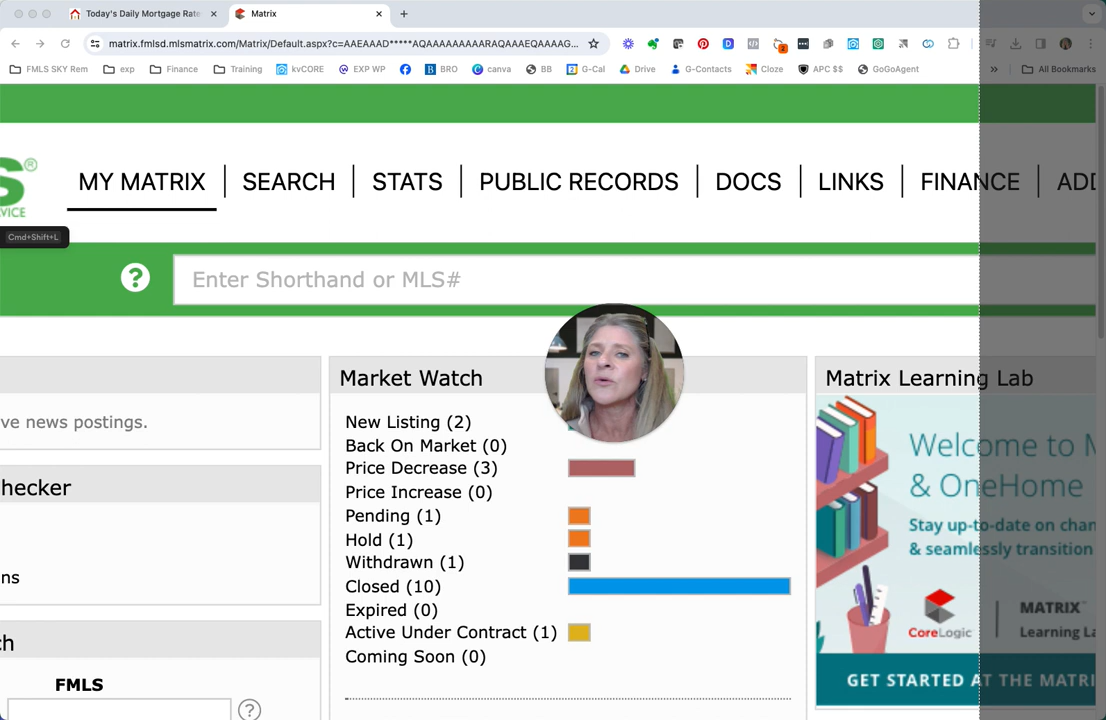 Today's Daily Mortgage Rate
Matrix
matrix.fmlsd.mlsmatrix.com/Matrix/Default.aspx?c=AAEAAAD*****AQAAAAAAAAARAQAAAEQAAAAG...
FMLS SKY Rem
exp
Finance
Training
kvCORE
EXP WP
BRO
canva
BB
G-Cal
Drive
G-Contacts
Cloze
APC $$
GoGoAgent
»
All Bookmarks
S®
VICE
MY MATRIX | SEARCH | STATS | PUBLIC RECORDS | DOCS | LINKS | FINANCE | ADD
Cmd+Shift+L
?
Enter Shorthand or MLS#
ve news postings.
hecker
ns
ch
FMLS
?
Market Watch
New Listing (2)
Back On Market (0)
Price Decrease (3)
Price Increase (0)
Pending (1)
Hold (1)
Withdrawn (1)
Closed (10)
Expired (0)
Active Under Contract (1)
Coming Soon (0)
Matrix Learning Lab
Welcome to M
& OneHome
Stay up-to-date on chan
& seamlessly transition
CoreLogic
MATRIX™
Learning La
GET STARTED AT THE MATRI